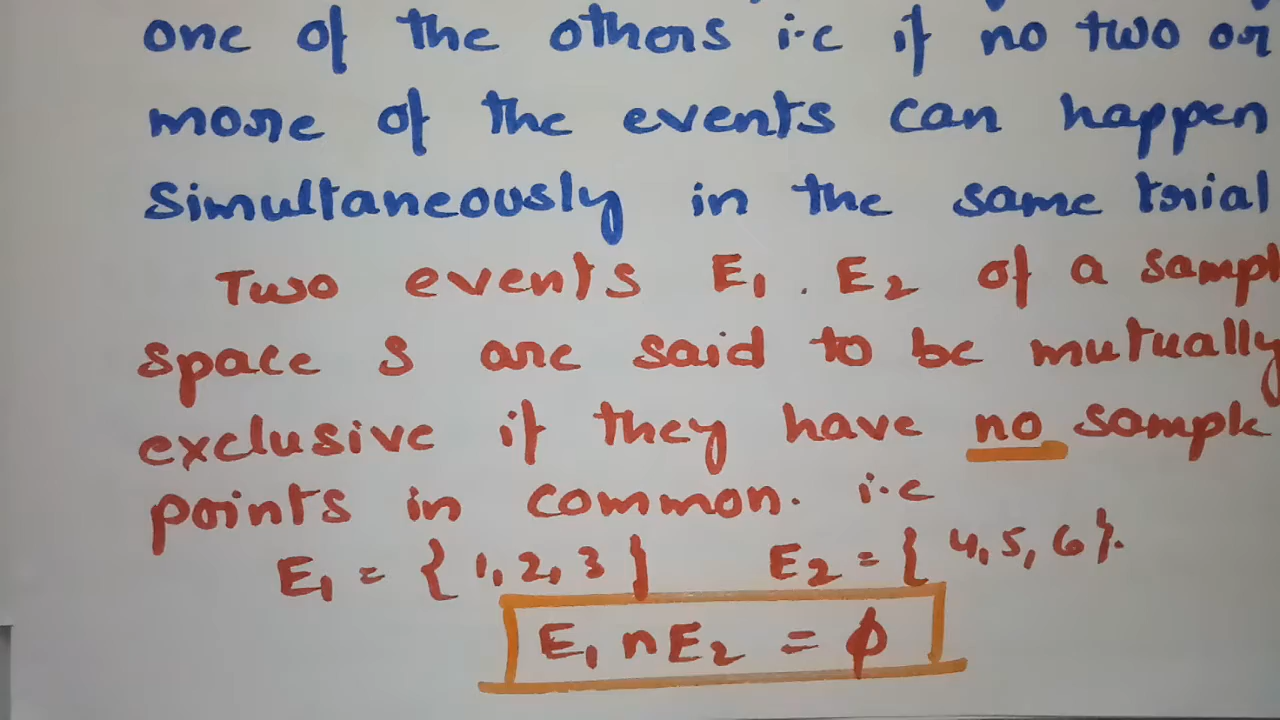 one of the others i.e if no two or
more of the events can happen
simultaneously in the same trial
Two events E₁ . E₂ of a sampl
space S are said to be mutually
exclusive if they have no sample
points in common. i.e
E₁ = { 1, 2, 3 } E₂ = { 4, 5, 6 }.
E₁ ∩ E₂ = ϕ